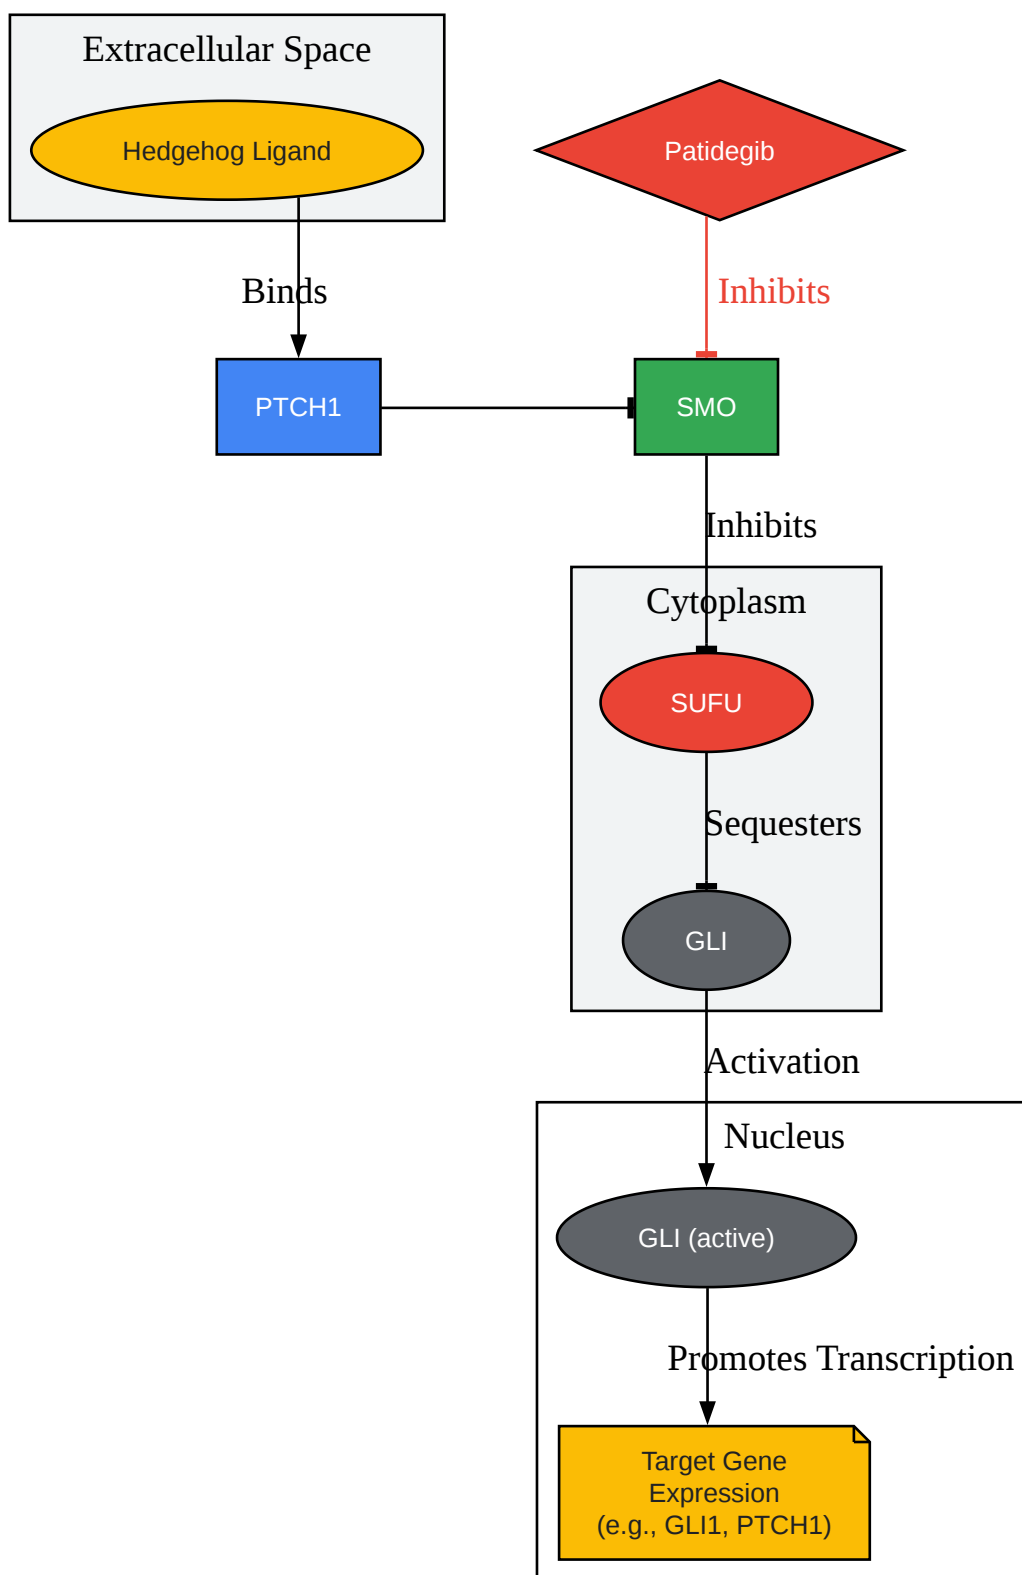 Extracellular Space
Hedgehog Ligand
Patidegib
Binds
Inhibits
PTCH1
SMO
Inhibits
Cytoplasm
SUFU
Sequesters
GLI
Activation
Nucleus
GLI (active)
Promotes Transcription
Target Gene
Expression
(e.g., GLI1, PTCH1)